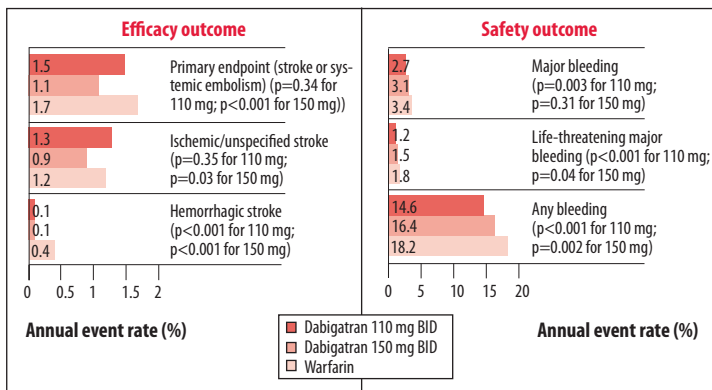 Efficacy outcome
1.5
1.1
1.7
Primary endpoint (stroke or sys-
temic embolism) (p=0.34 for
110 mg; p<0.001 for 150 mg))
1.3
0.9
1.2
Ischemic/unspecified stroke
(p=0.35 for 110 mg;
p=0.03 for 150 mg)
0.1
0.1
0.4
Hemorrhagic stroke
(p<0.001 for 110 mg;
p<0.001 for 150 mg)
0 0.5 1 1.5 2
Annual event rate (%)
Safety outcome
2.7
3.1
3.4
Major bleeding
(p=0.003 for 110 mg;
p=0.31 for 150 mg)
1.2
1.5
1.8
Life-threatening major
bleeding (p<0.001 for 110 mg;
p=0.04 for 150 mg)
14.6
16.4
18.2
Any bleeding
(p<0.001 for 110 mg;
p=0.002 for 150 mg)
0 5 10 15 20
Annual event rate (%)
Dabigatran 110 mg BID
Dabigatran 150 mg BID
Warfarin